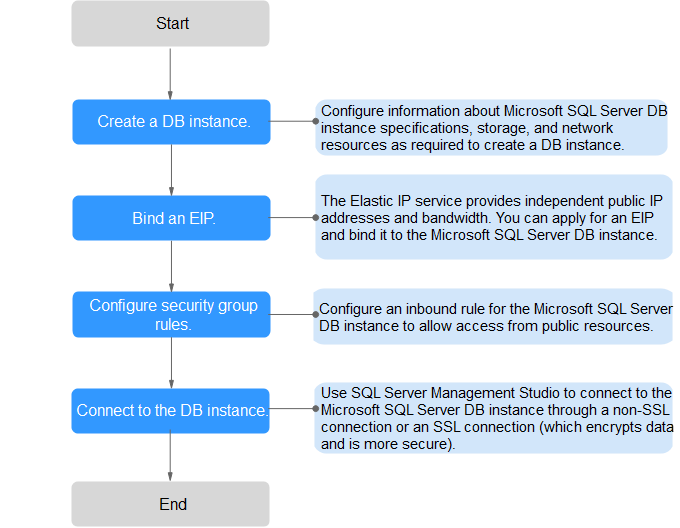 Start
Create a DB instance.
Configure information about Microsoft SQL Server DB
instance specifications, storage, and network
resources as required to create a DB instance.
Bind an EIP.
The Elastic IP service provides independent public IP
addresses and bandwidth. You can apply for an EIP
and bind it to the Microsoft SQL Server DB instance.
Configure security group
rules.
Configure an inbound rule for the Microsoft SQL Server
DB instance to allow access from public resources.
Connect to the DB instance.
Use SQL Server Management Studio to connect to the
Microsoft SQL Server DB instance through a non-SSL
connection or an SSL connection (which encrypts data
and is more secure).
End